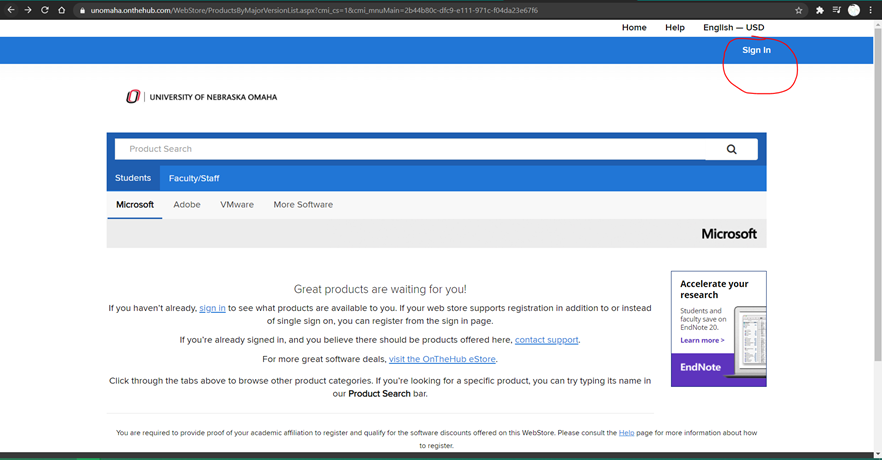 unomaha.onthehub.com/WebStore/ProductsByMajorVersionList.aspx?cmi_cs=1&cmi_mnuMain=2b44b80c-dfc9-e111-971c-f04da23e67f6
Home Help English — USD
Sign In
UNIVERSITY OF NEBRASKA OMAHA
Product Search
Students Faculty/Staff
Microsoft Adobe VMware More Software
Microsoft
Great products are waiting for you!
If you haven't already, sign in to see what products are available to you. If your web store supports registration in addition to or instead
of single sign on, you can register from the sign in page.
If you're already signed in, and you believe there should be products offered here, contact support.
For more great software deals, visit the OnTheHub eStore.
Click through the tabs above to browse other product categories. If you're looking for a specific product, you can try typing its name in
our Product Search bar.
Accelerate your
research
Students and
faculty save on
EndNote 20.
Learn more >
EndNote
You are required to provide proof of your academic affiliation to register and qualify for the software discounts offered on this WebStore. Please consult the Help page for more information about how
to register.